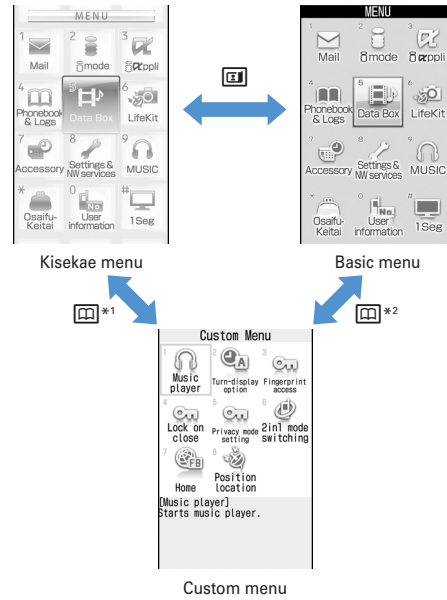 MENU
1 2 3
Mail i mode i αppli
4 5 6
Phonebook & Logs Data Box LifeKit
7 8 9
Accessory Settings & NW services MUSIC
* 0 #
No.
Osaifu-Keitai User information 1Seg
Kisekae menu
MENU
1 2 3
Mail i mode i αppli
4 5 6
Phonebook & Logs Data Box LifeKit
7 8 9
Accessory Settings & NW services MUSIC
* 0 #
No.
Osaifu-Keitai User information 1Seg
Basic menu
*1
*2
Custom Menu
1 2 3
A
Music player Turn-display option Fingerprint access
4 5 6
Lock on close Privacy mode setting 2in1 mode switching
7 8
FB
Home Position location
[Music player]
Starts music player.
Custom menu